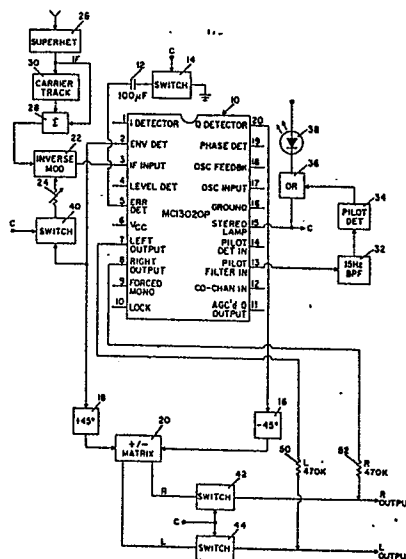 26
SUPERHET
30
IF
CARRIER TRACK
28
Σ
22
INVERSE MOD
24
40
SWITCH
C
C
12
14
100µF
SWITCH
10
1 I DETECTOR
Q DETECTOR 20
2 ENV DET
PHASE DET 19
3 IF INPUT
OSC FEEDBK 18
4 LEVEL DET
OSC INPUT 17
5 ERR DET
GROUND 16
MC13020P
6 VCC
STEREO LAMP 15
7 LEFT OUTPUT
PILOT DET IN 14
8 RIGHT OUTPUT
PILOT FILTER IN 13
9 FORCED MONO
CO-CHAN IN 12
10 LOCK
AGC'd Q OUTPUT 11
38
36
OR
34
PILOT DET
C
32
15Hz BPF
18
+45°
20
+/- MATRIX
16
-45°
50
L 470K
52
R 470K
R
42
SWITCH
R OUTPUT
C
L
44
SWITCH
L OUTPUT